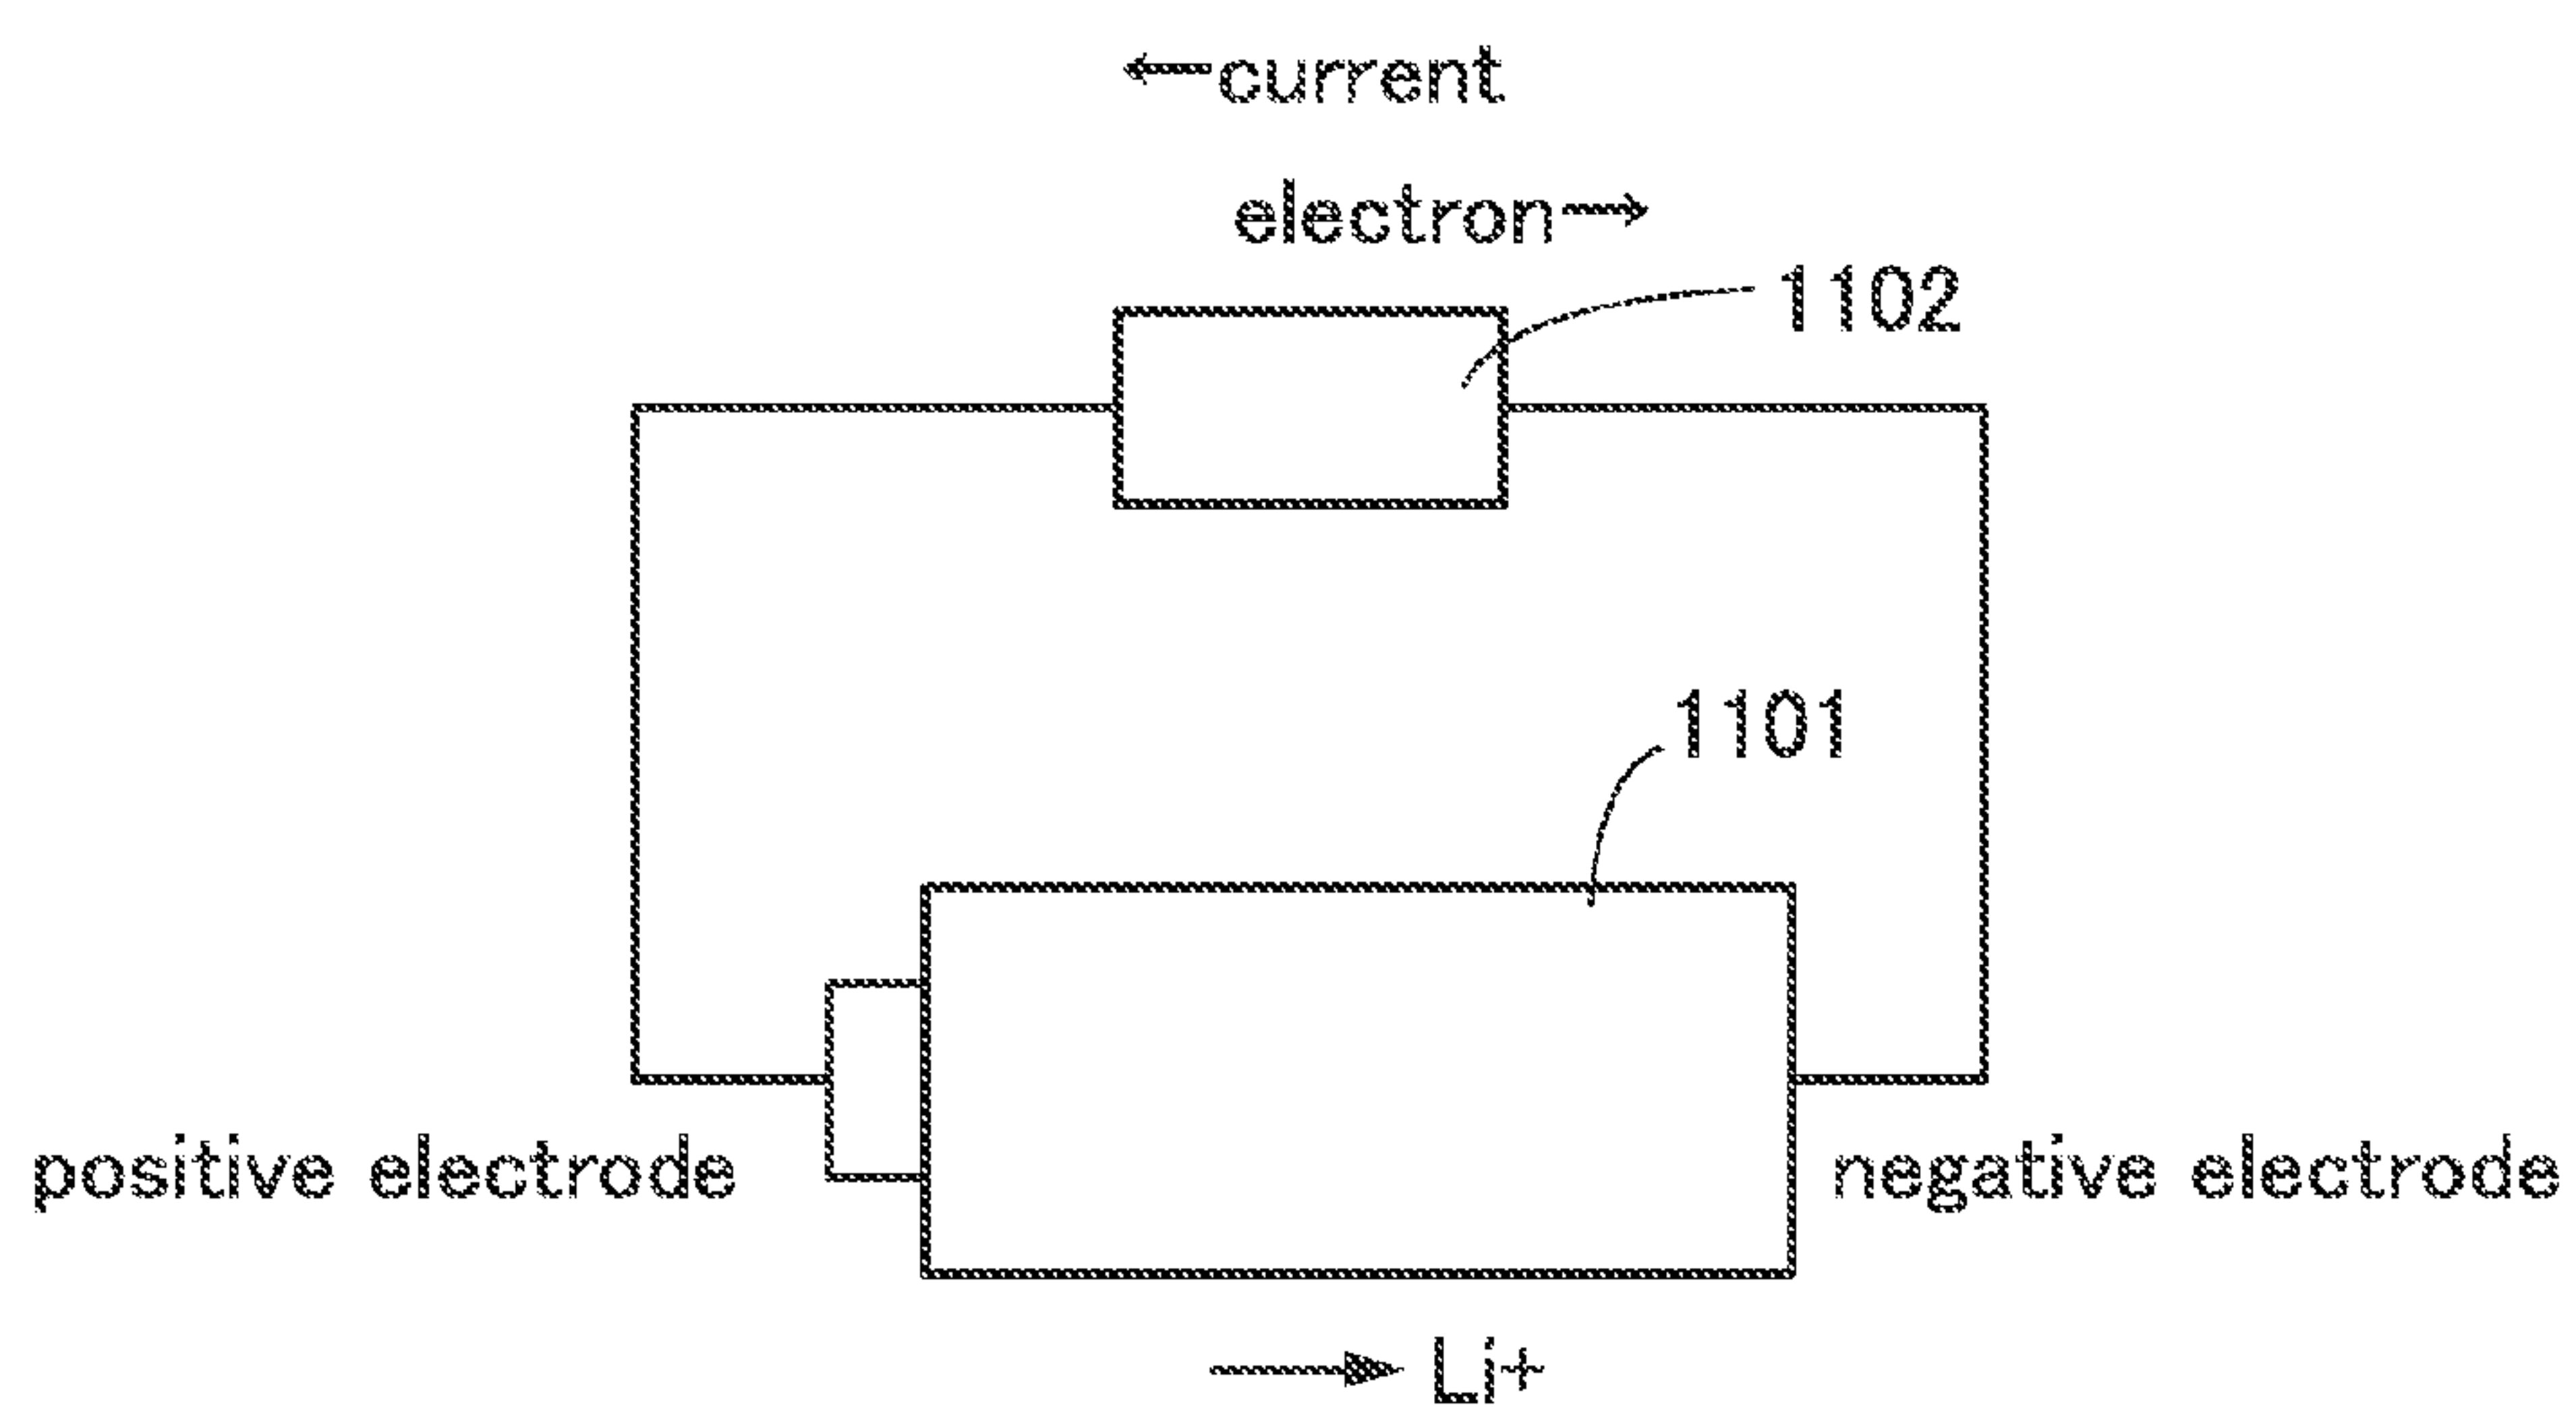 ←current
electron→
1102
1101
positive electrode
negative electrode
Li+